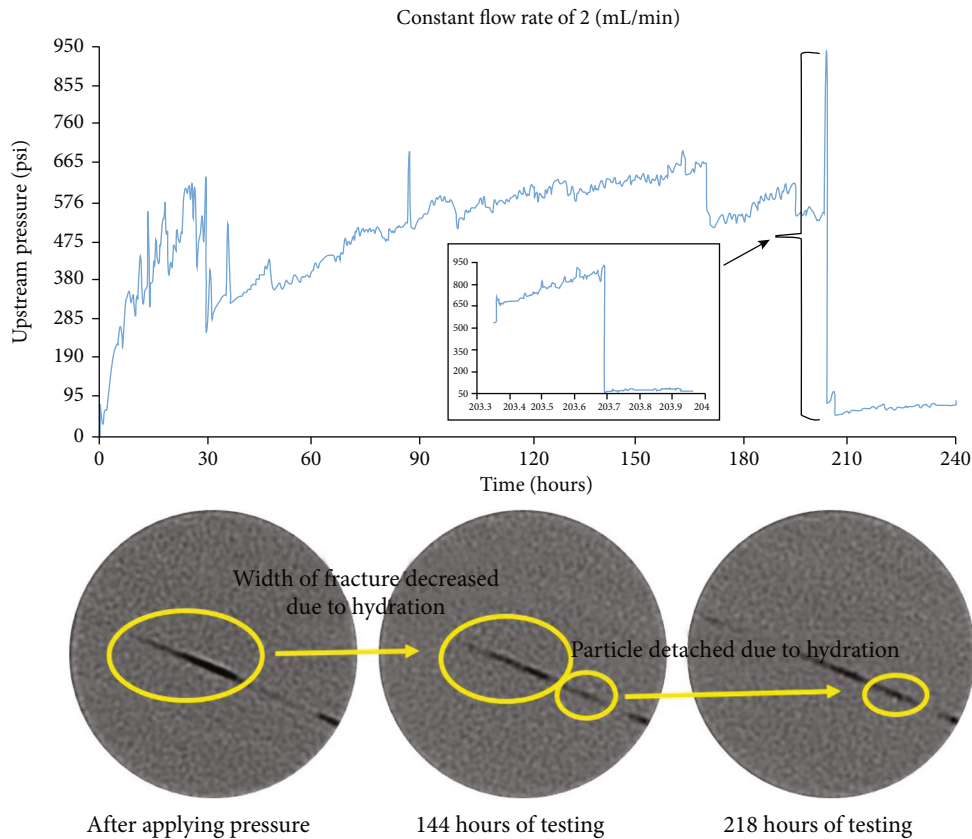 Constant flow rate of 2 (mL/min)
Upstream pressure (psi)
950
855
760
665
576
475
380
285
190
95
0
950
800
650
500
350
200
50
203.3 203.4 203.5 203.6 203.7 203.8 203.9 204
0 30 60 90 120 150 180 210 240
Time (hours)
Width of fracture decreased
due to hydration
Particle detached due to hydration
After applying pressure
144 hours of testing
218 hours of testing